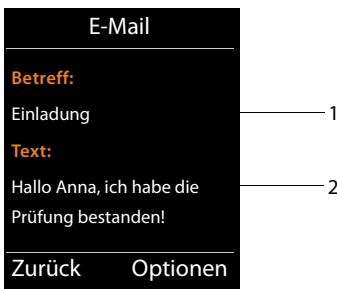 E-Mail
Betreff:
Einladung
1
Text:
Hallo Anna, ich habe die
2
Prüfung bestanden!
Zurück Optionen